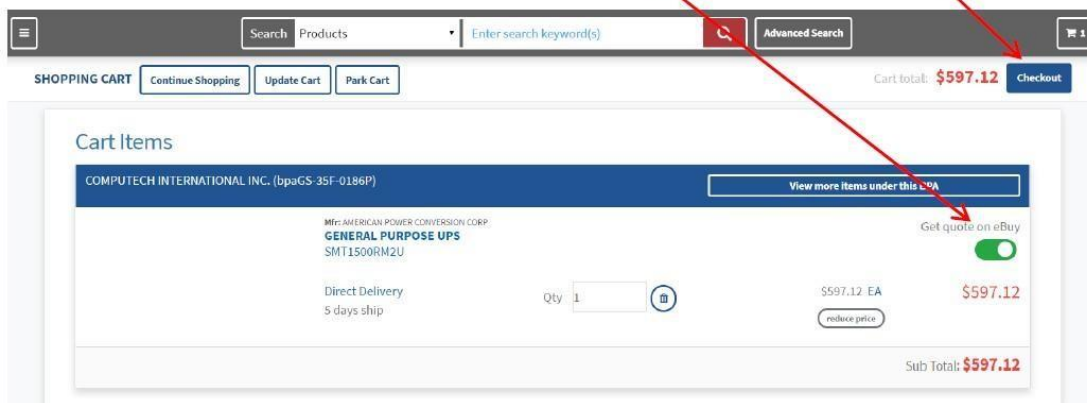 Search Products Enter search keyword(s) Advanced Search 1
SHOPPING CART Continue Shopping Update Cart Park Cart Cart total: $597.12 Checkout
Cart Items
COMPUTECH INTERNATIONAL INC. (bpaGS-35F-0186P) View more items under this BPA
Mfr: AMERICAN POWER CONVERSION CORP Get quote on eBuy
GENERAL PURPOSE UPS
SMT1500RM2U
Direct Delivery Qty 1 $597.12 EA $597.12
5 days ship reduce price
Sub Total: $597.12